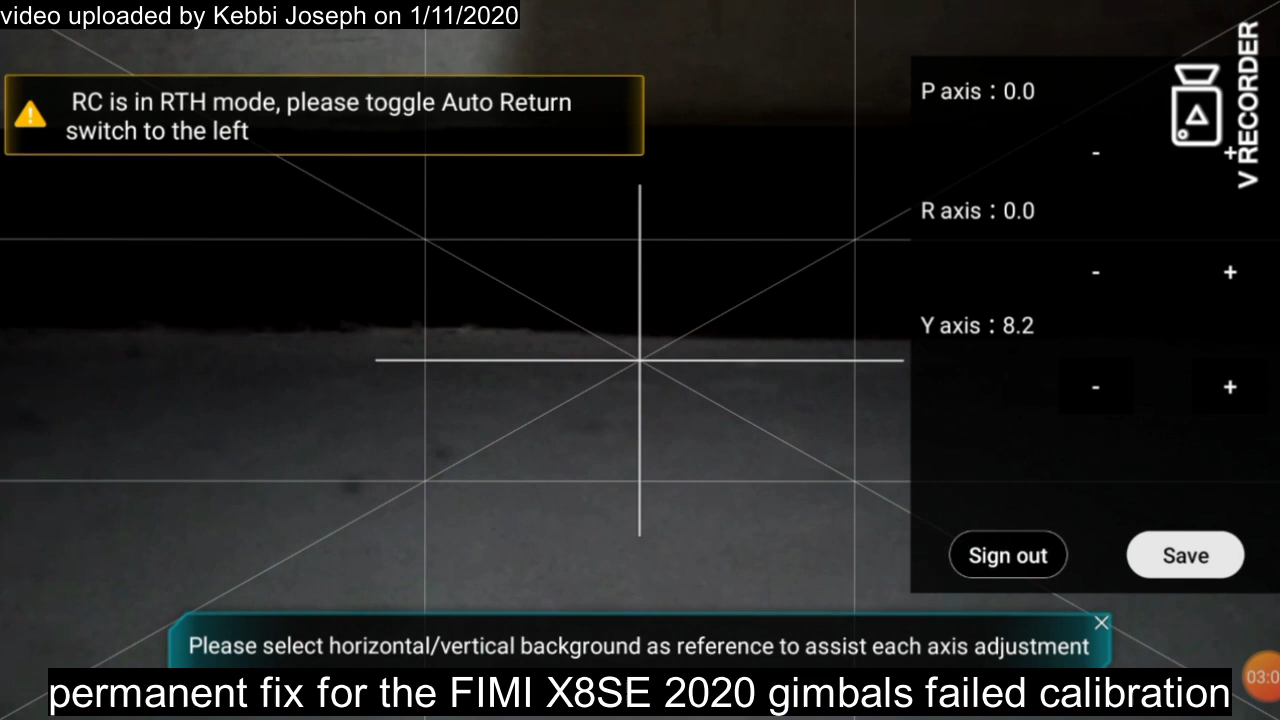 video uploaded by Kebbi Joseph on 1/11/2020
RC is in RTH mode, please toggle Auto Return
switch to the left
P axis : 0.0
- +
R axis : 0.0
- +
Y axis : 8.2
- +
V RECORDER
Sign out Save
Please select horizontal/vertical background as reference to assist each axis adjustment
03:0
permanent fix for the FIMI X8SE 2020 gimbals failed calibration